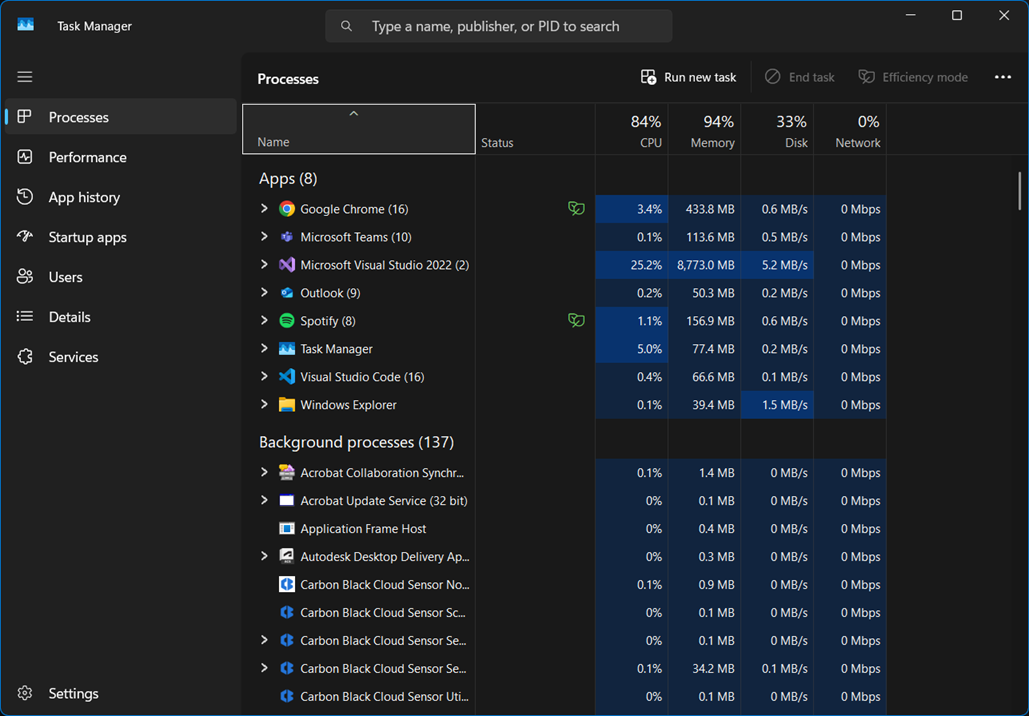 Task Manager
Type a name, publisher, or PID to search
Processes
Run new task
End task
Efficiency mode
Processes
Performance
App history
Startup apps
Users
Details
Services
Settings
Name Status 84% CPU 94% Memory 33% Disk 0% Network
Apps (8)
Google Chrome (16) 3.4% 433.8 MB 0.6 MB/s 0 Mbps
Microsoft Teams (10) 0.1% 113.6 MB 0.5 MB/s 0 Mbps
Microsoft Visual Studio 2022 (2) 25.2% 8,773.0 MB 5.2 MB/s 0 Mbps
Outlook (9) 0.2% 50.3 MB 0.2 MB/s 0 Mbps
Spotify (8) 1.1% 156.9 MB 0.6 MB/s 0 Mbps
Task Manager 5.0% 77.4 MB 0.2 MB/s 0 Mbps
Visual Studio Code (16) 0.4% 66.6 MB 0.1 MB/s 0 Mbps
Windows Explorer 0.1% 39.4 MB 1.5 MB/s 0 Mbps
Background processes (137)
Acrobat Collaboration Synchr... 0.1% 1.4 MB 0 MB/s 0 Mbps
Acrobat Update Service (32 bit) 0% 0.1 MB 0 MB/s 0 Mbps
Application Frame Host 0% 0.4 MB 0 MB/s 0 Mbps
Autodesk Desktop Delivery Ap... 0% 0.3 MB 0 MB/s 0 Mbps
Carbon Black Cloud Sensor No... 0.1% 0.9 MB 0 MB/s 0 Mbps
Carbon Black Cloud Sensor Sc... 0% 0.1 MB 0 MB/s 0 Mbps
Carbon Black Cloud Sensor Se... 0% 0.1 MB 0 MB/s 0 Mbps
Carbon Black Cloud Sensor Se... 0.1% 34.2 MB 0.1 MB/s 0 Mbps
Carbon Black Cloud Sensor Uti... 0% 0.1 MB 0 MB/s 0 Mbps